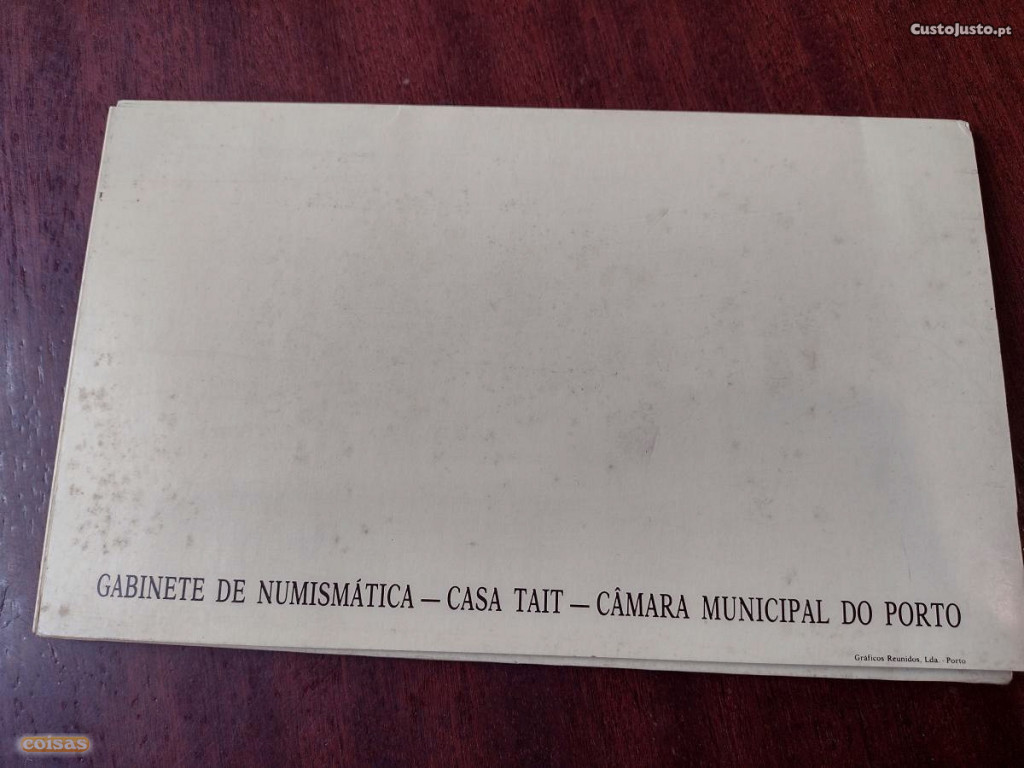 CustoJusto.pt
GABINETE DE NUMISMÁTICA — CASA TAIT — CÂMARA MUNICIPAL DO PORTO
Gráficos Reunidos, Lda. - Porto
coisas